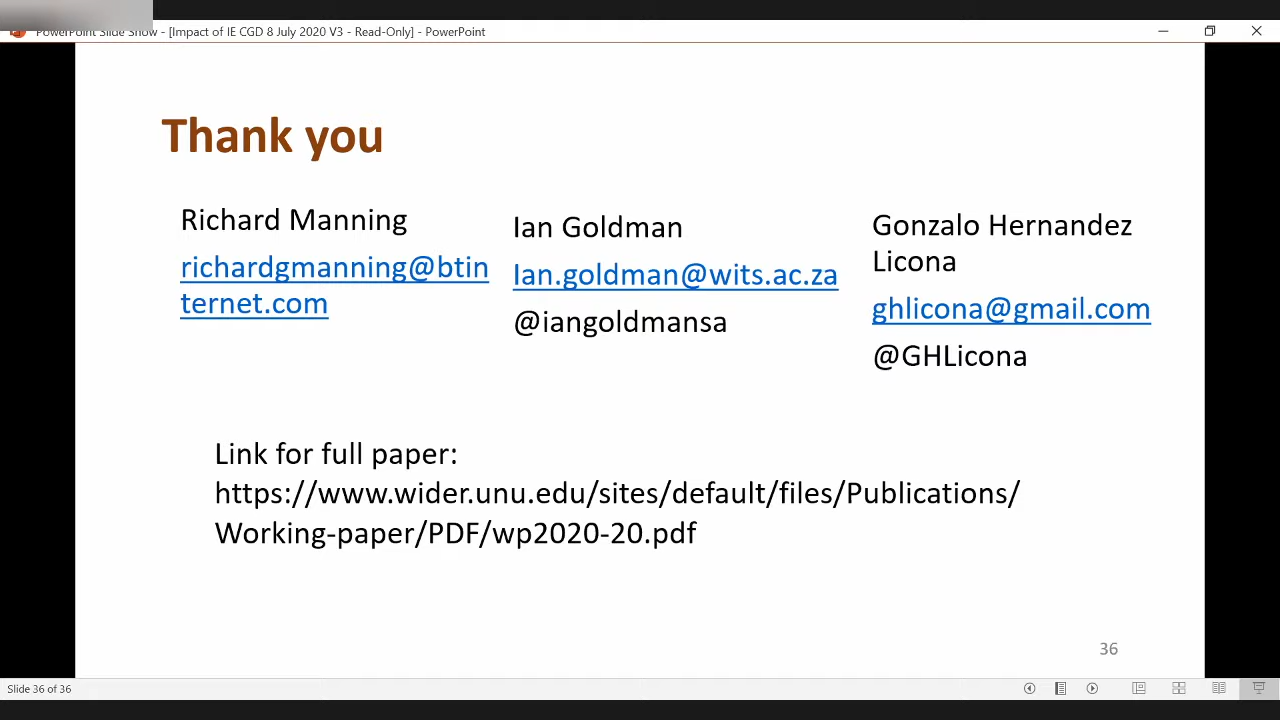 PowerPoint Slide Show - [Impact of IE CGD 8 July 2020 V3 - Read-Only] - PowerPoint
Thank you
Richard Manning
richardgmanning@btin
ternet.com
Ian Goldman
Ian.goldman@wits.ac.za
@iangoldmansa
Gonzalo Hernandez
Licona
ghlicona@gmail.com
@GHLicona
Link for full paper:
https://www.wider.unu.edu/sites/default/files/Publications/
Working-paper/PDF/wp2020-20.pdf
36
Slide 36 of 36